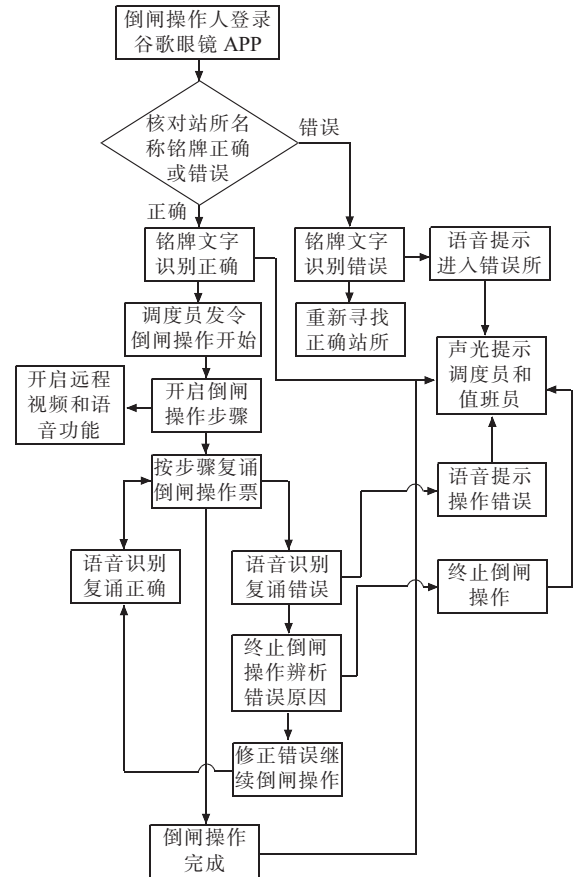 倒闸操作人登录
谷歌眼镜 APP
核对站所名
称铭牌正确
或错误
错误
正确
铭牌文字
识别正确
铭牌文字
识别错误
语音提示
进入错误所
调度员发令
倒闸操作开始
重新寻找
正确站所
声光提示
调度员和
值班员
开启远程
视频和语
音功能
开启倒闸
操作步骤
按步骤复诵
倒闸操作票
语音提示
操作错误
语音识别
复诵正确
语音识别
复诵错误
终止倒闸
操作
终止倒闸
操作辨析
错误原因
修正错误继
续倒闸操作
倒闸操作
完成